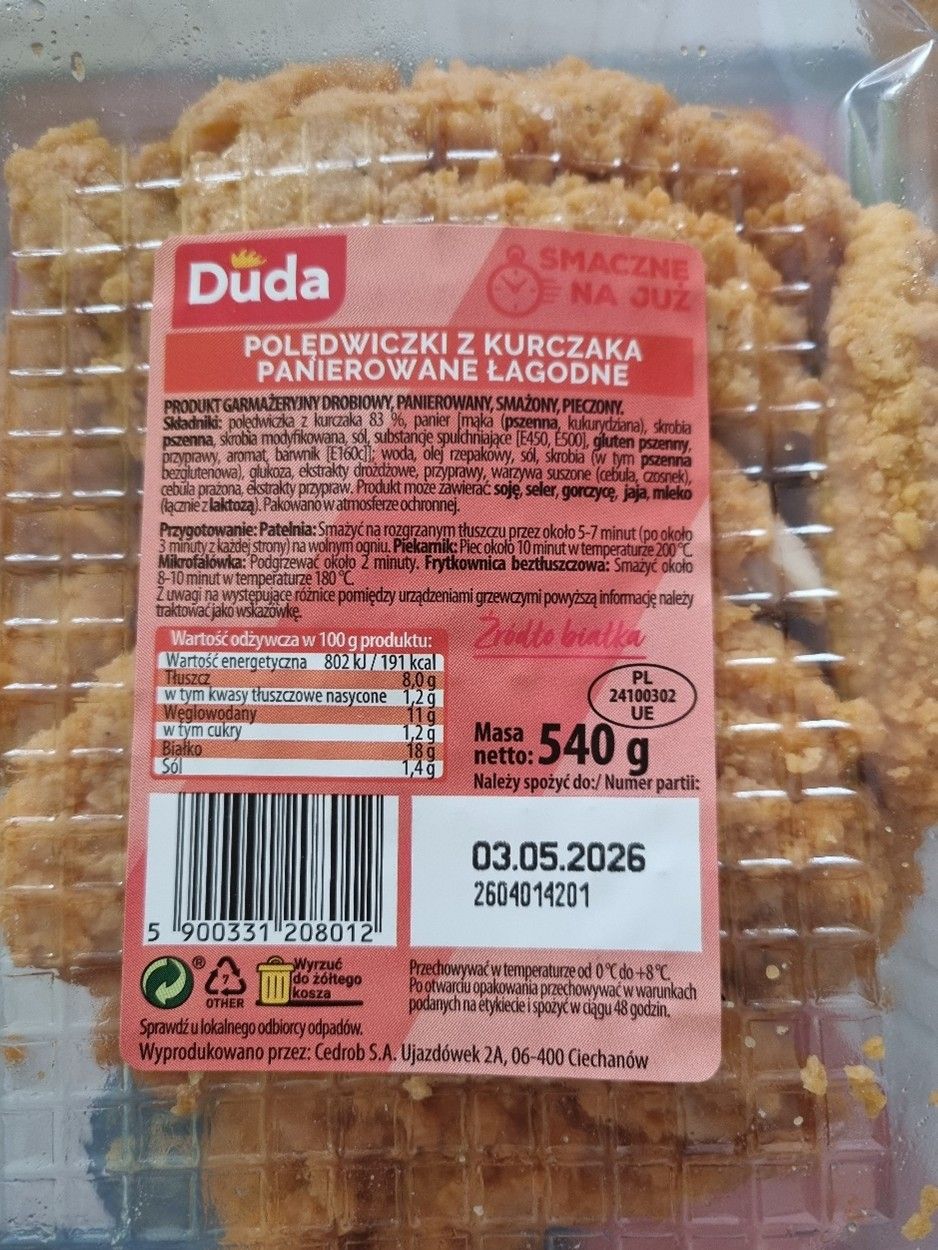 Duda
SMACZNE
NA JUŻ
POLĘDWICZKI Z KURCZAKA
PANIEROWANE ŁAGODNE
PRODUKT GARMAŻERYJNY DROBIOWY, PANIEROWANY, SMAŻONY, PIECZONY.
Składniki: polędwiczka z kurczaka 83 %, panier [mąka (pszenna, kukurydziana), skrobia
pszenna, skrobia modyfikowana, sól, substancje spulchniające [E450, E500], gluten pszenny,
przyprawy, aromat, barwnik [E160c]]; woda, olej rzepakowy, sól, skrobia (w tym pszenna
bezglutenowa), glukoza, ekstrakty drożdżowe, przyprawy, warzywa suszone (cebula, czosnek),
cebula prażona, ekstrakty przypraw. Produkt może zawierać soję, seler, gorczycę, jaja, mleko
(łącznie z laktozą). Pakowano w atmosferze ochronnej.
Przygotowanie: Patelnia: Smażyć na rozgrzanym tłuszczu przez około 5-7 minut (po około
3 minuty z każdej strony) na wolnym ogniu. Piekarnik: Piec około 10 minut w temperaturze 200 °C.
Mikrofalówka: Podgrzewać około 2 minuty. Frytkownica beztłuszczowa: Smażyć około
8-10 minut w temperaturze 180 °C.
Z uwagi na występujące różnice pomiędzy urządzeniami grzewczymi powyższą informację należy
traktować jako wskazówkę.
Źródło białka
Wartość odżywcza w 100 g produktu:
Wartość energetyczna 802 kJ / 191 kcal
Tłuszcz 8,0 g
w tym kwasy tłuszczowe nasycone 1,2 g
Węglowodany 11 g
w tym cukry 1,2 g
Białko 18 g
Sól 1,4 g
PL
24100302
UE
Masa
netto: 540 g
Należy spożyć do:/ Numer partii:
03.05.2026
2604014201
5 900331 208012
®
7
OTHER
Wyrzuć
do żółtego
kosza
Sprawdź u lokalnego odbiorcy odpadów.
Przechowywać w temperaturze od 0 °C do +8 °C.
Po otwarciu opakowania przechowywać w warunkach
podanych na etykiecie i spożyć w ciągu 48 godzin.
Wyprodukowano przez: Cedrob S.A. Ujazdówek 2A, 06-400 Ciechanów